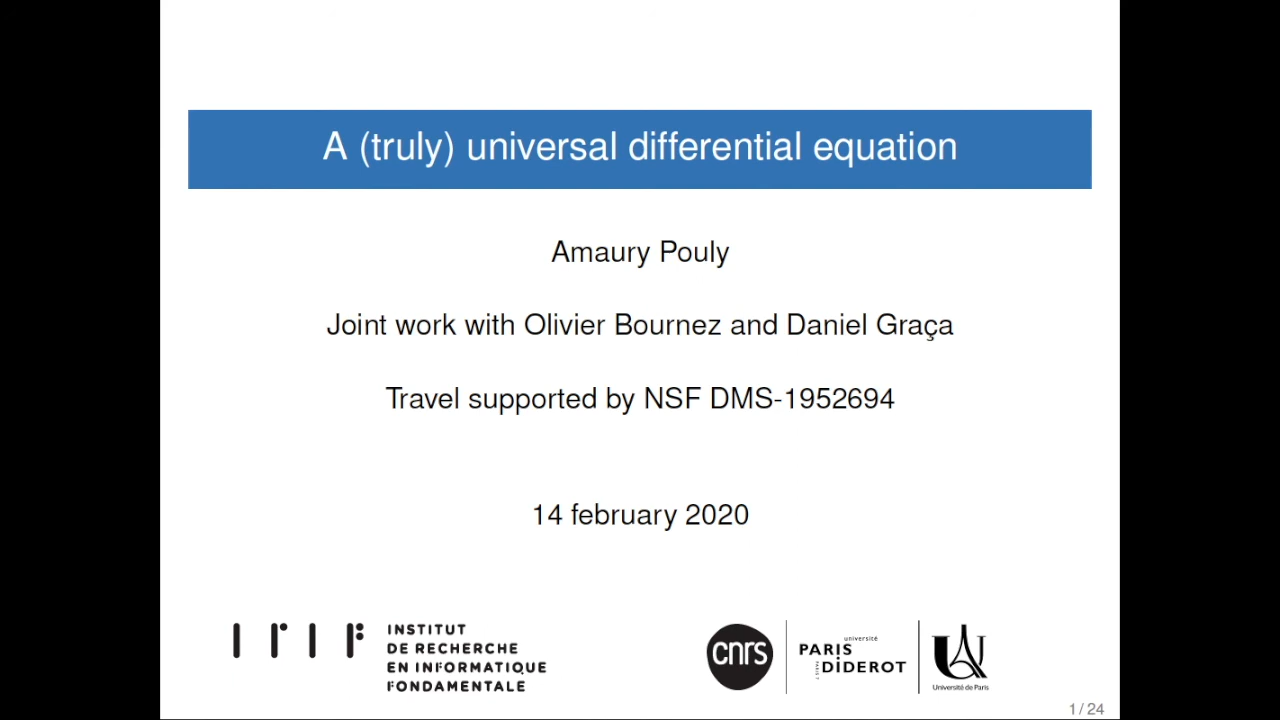 A (truly) universal differential equation
Amaury Pouly
Joint work with Olivier Bournez and Daniel Graça
Travel supported by NSF DMS-1952694
14 february 2020
IRIF
INSTITUT
DE RECHERCHE
EN INFORMATIQUE
FONDAMENTALE
cnrs
université
PARIS
DIDEROT
Université de Paris
1 / 24